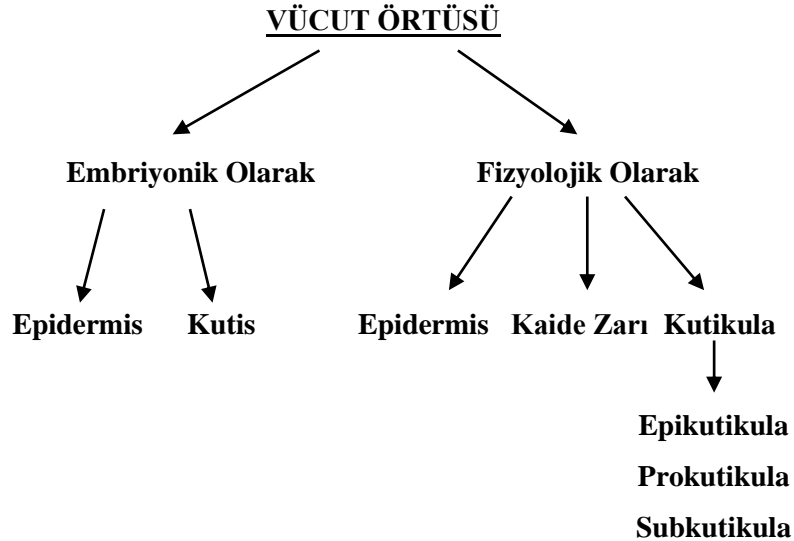 VÜCUT ÖRTÜSÜ
Embriyonik Olarak Fizyolojik Olarak
Epidermis Kutis Epidermis Kaide Zarı Kutikula
Epikutikula
Prokutikula
Subkutikula